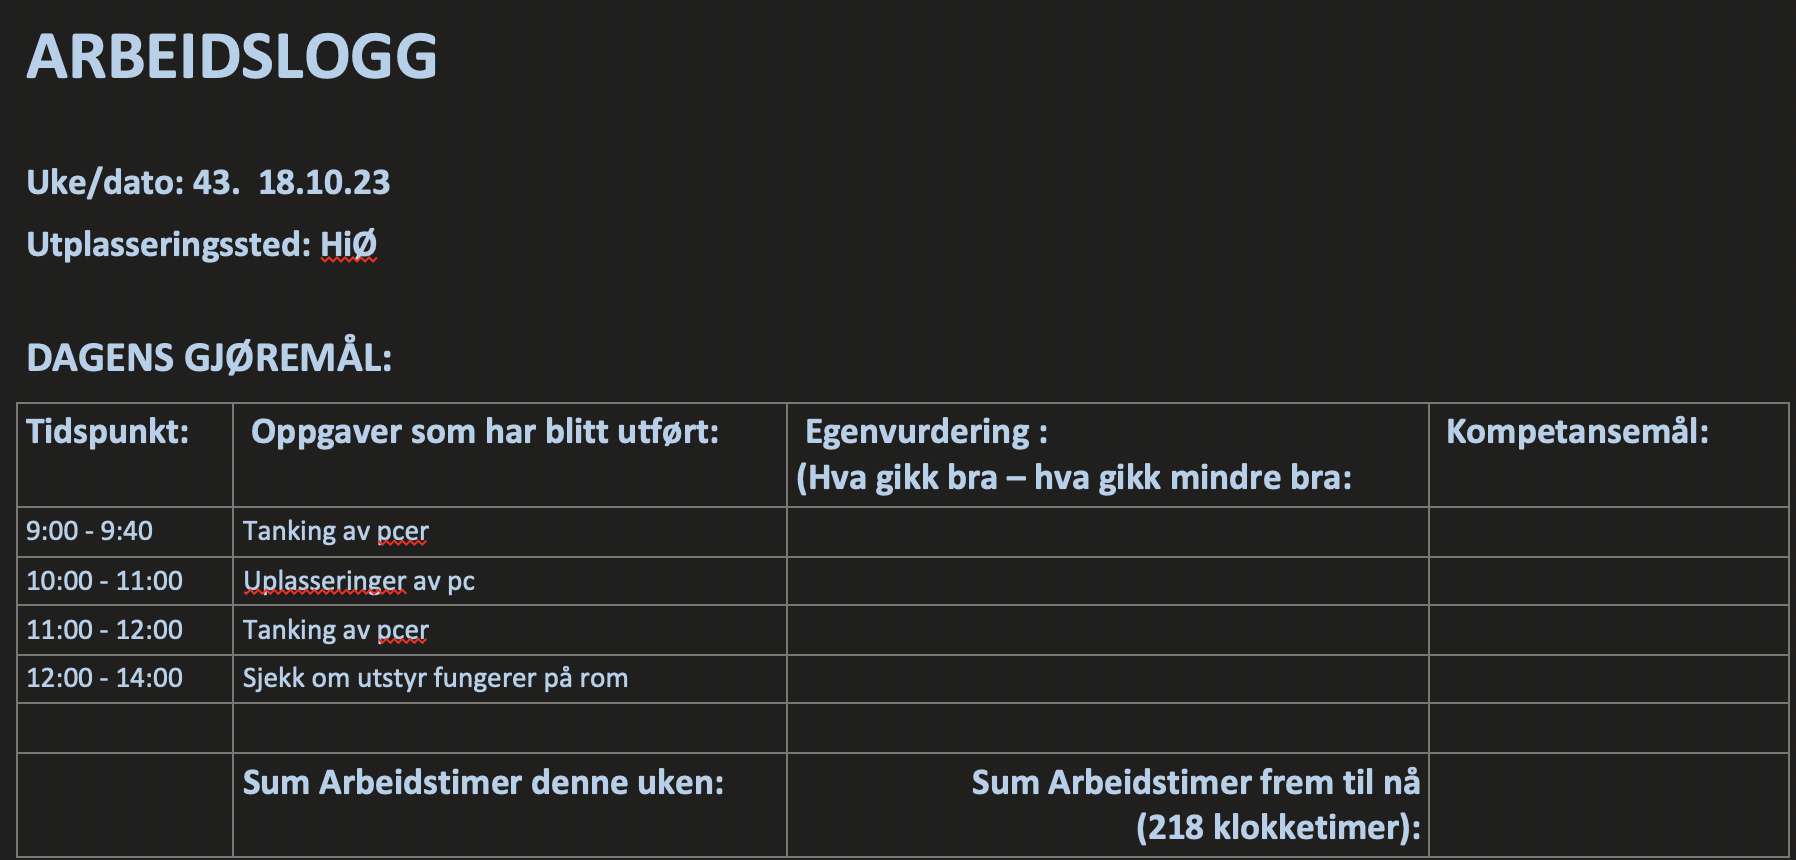 ARBEIDSLOGG
Uke/dato: 43.  18.10.23
Utplasseringssted: HiØ
DAGENS GJØREMÅL:
Tidspunkt: Oppgaver som har blitt utført: Egenvurdering : Kompetansemål:
(Hva gikk bra – hva gikk mindre bra:
9:00 - 9:40 Tanking av pcer
10:00 - 11:00 Uplasseringer av pc
11:00 - 12:00 Tanking av pcer
12:00 - 14:00 Sjekk om utstyr fungerer på rom
Sum Arbeidstimer denne uken: Sum Arbeidstimer frem til nå
(218 klokketimer):